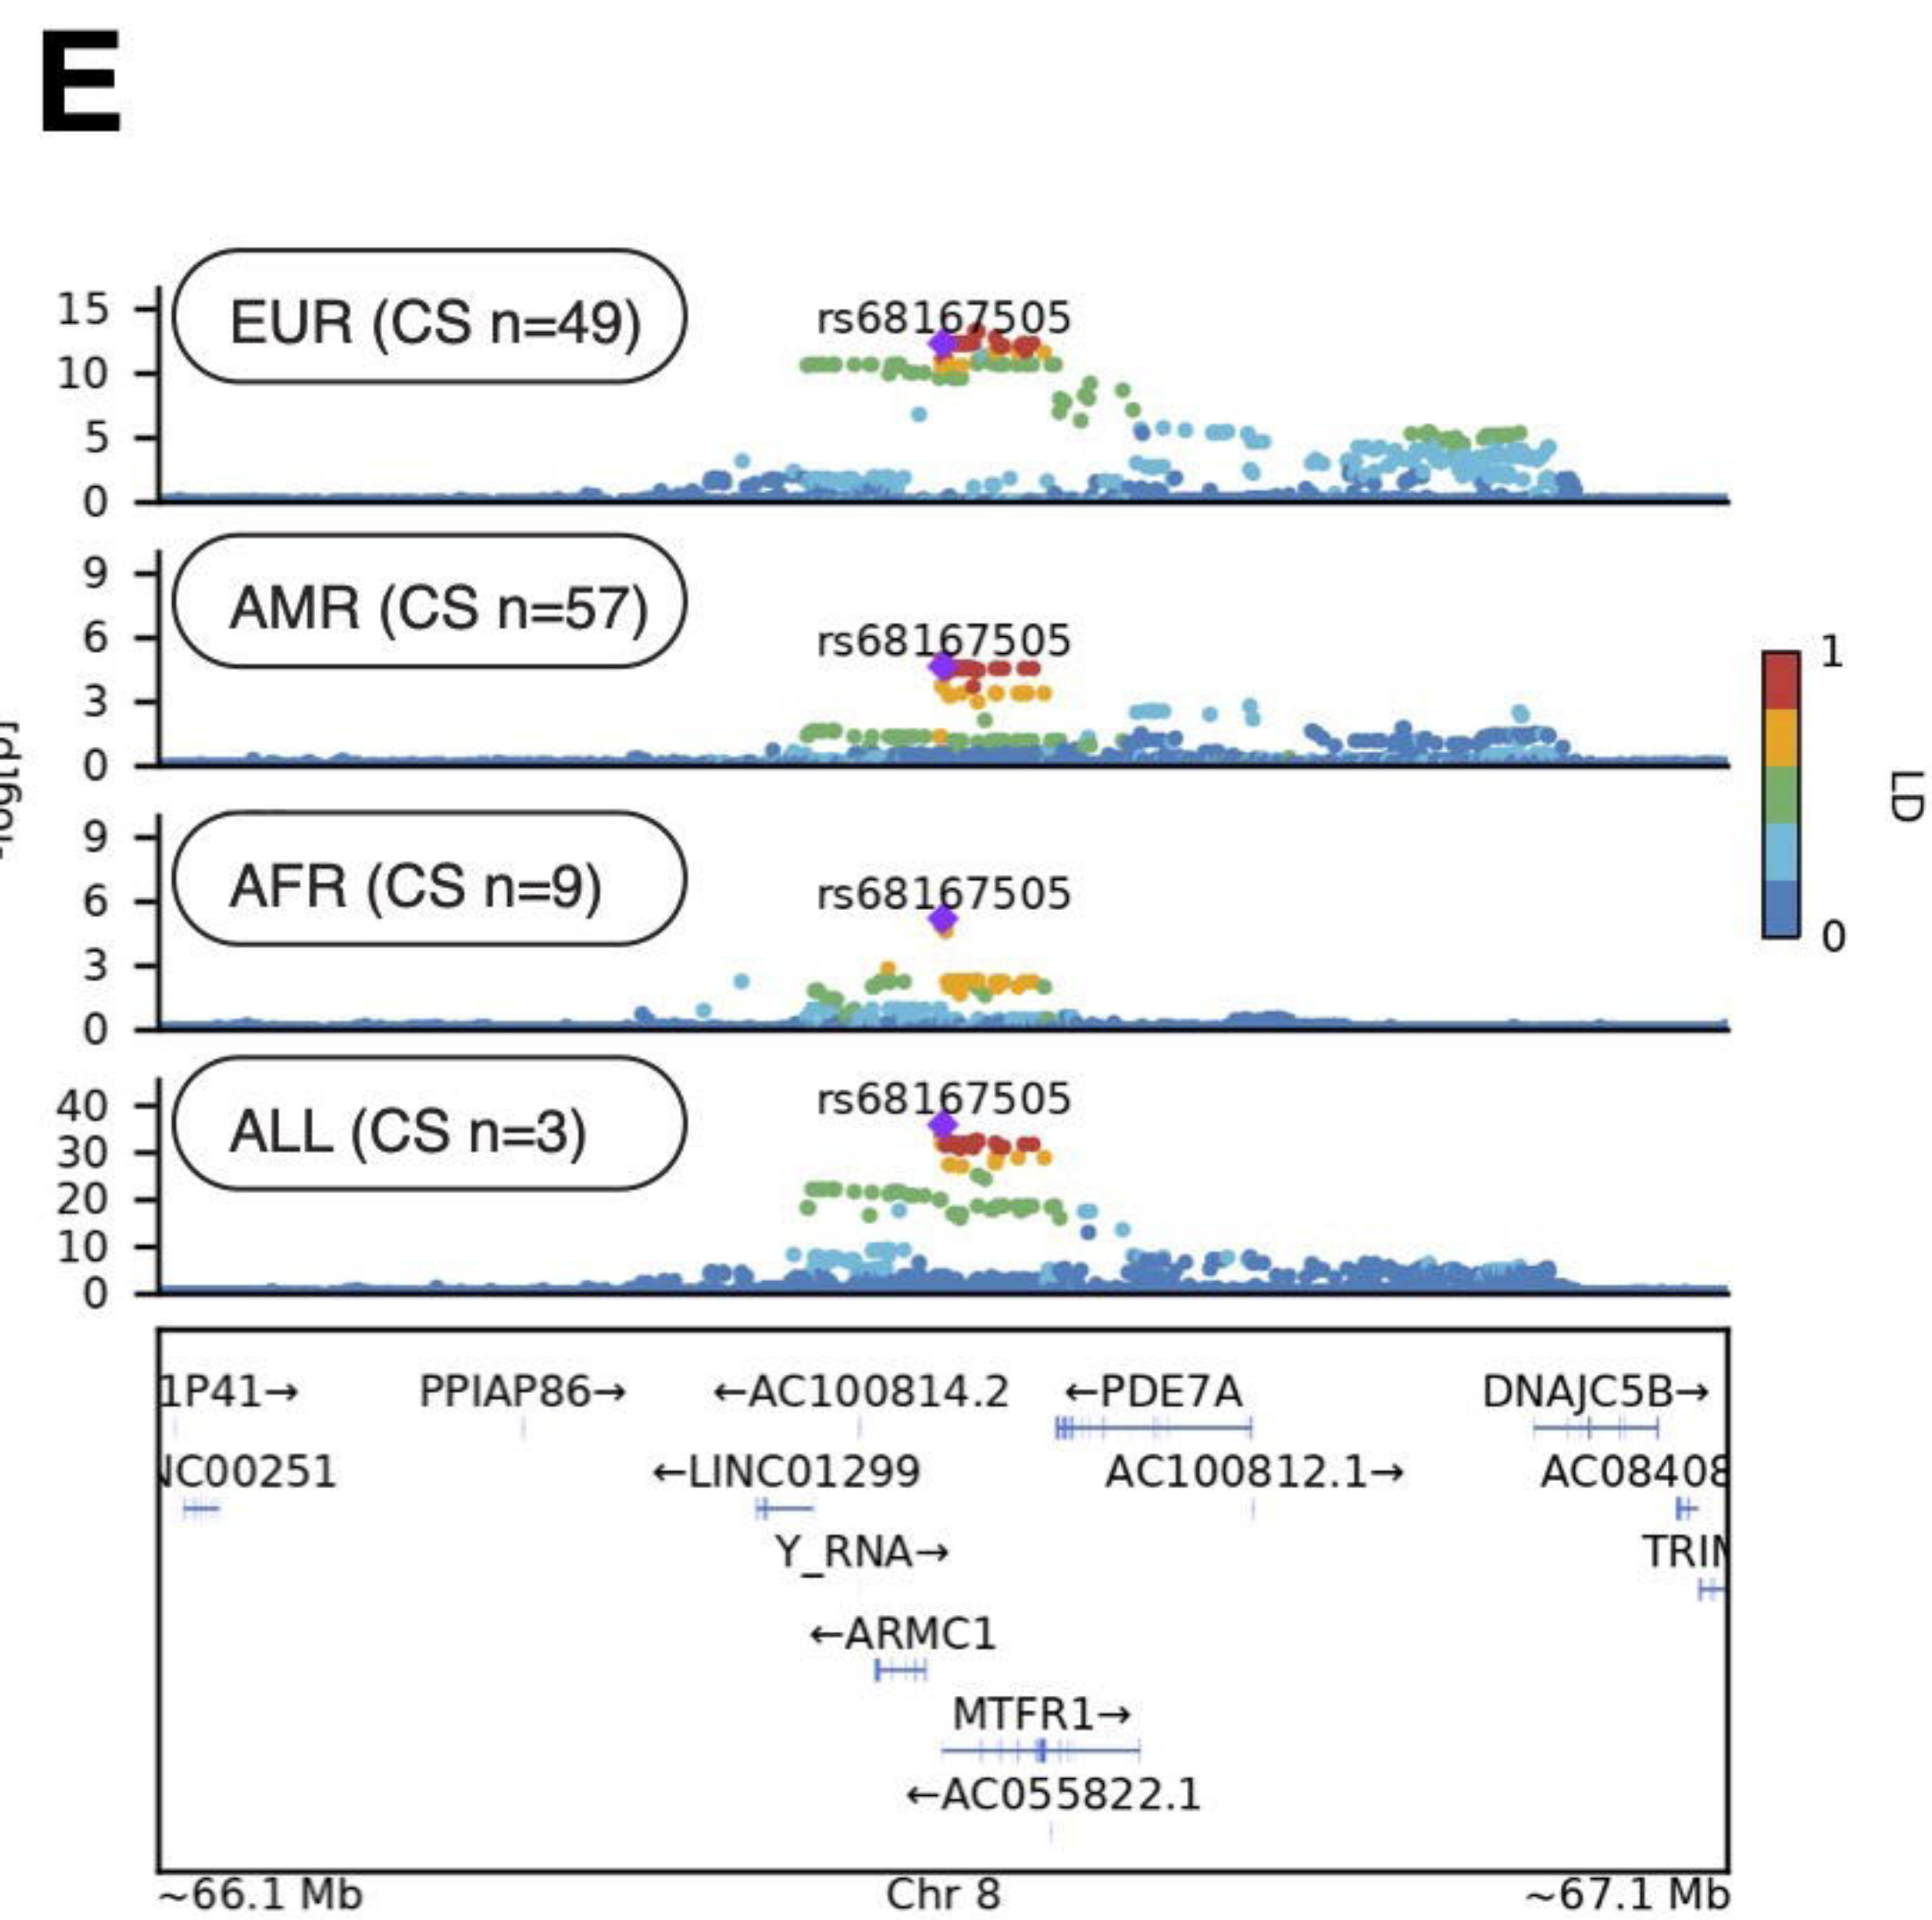 E
EUR (CS n=49)
rs68167505
15
10
5
0
AMR (CS n=57)
rs68167505
9
6
3
0
AFR (CS n=9)
rs68167505
9
6
3
0
ALL (CS n=3)
rs68167505
40
30
20
10
0
1
0
LD
1P41→
PPIAP86→
←AC100814.2
←PDE7A
DNAJC5B→
NC00251
←LINC01299
AC100812.1→
AC08408
Y_RNA→
TRIM
←ARMC1
MTFR1→
←AC055822.1
~66.1 Mb
Chr 8
~67.1 Mb